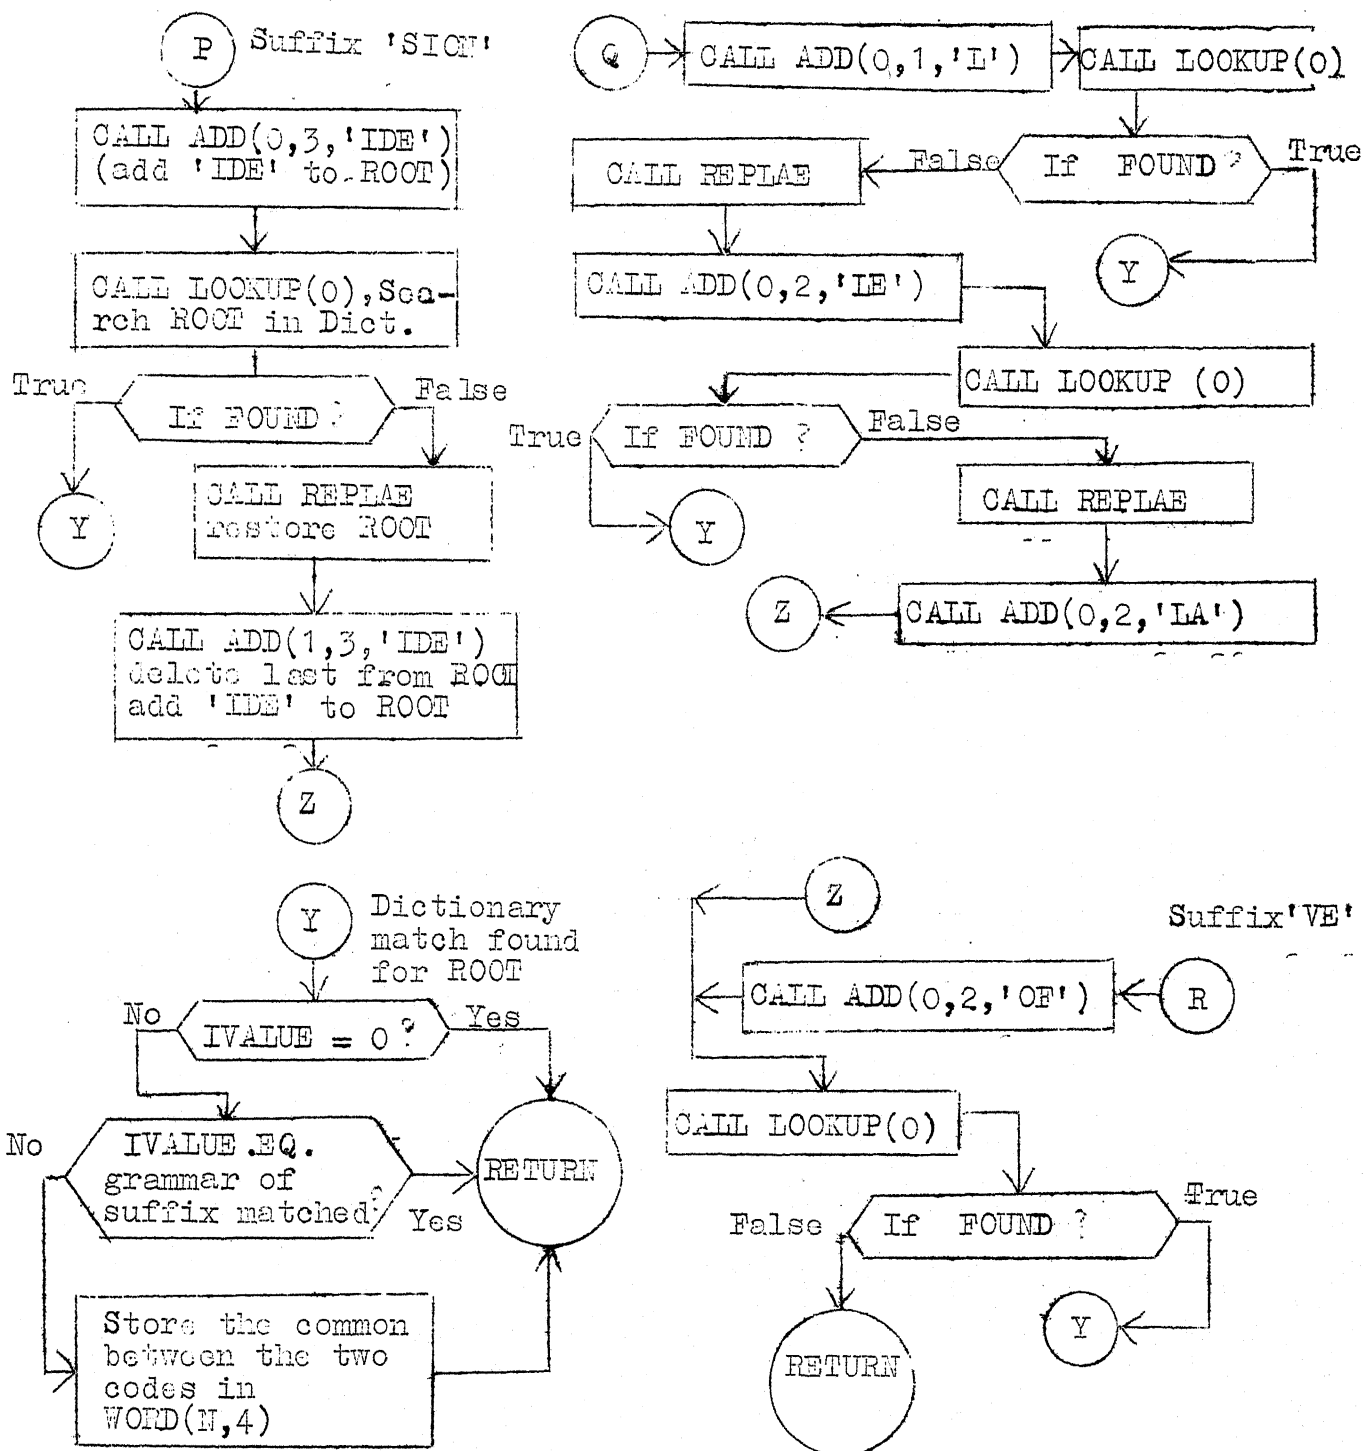 P
Suffix 'SION'
CALL ADD(0,3,'IDE')
(add 'IDE' to ROOT)
CALL LOOKUP(0),Sea-
rch ROOT in Dict.
True
If FOUND?
False
Y
CALL REPLAE
restore ROOT
CALL ADD(1,3,'IDE')
delete last from ROOT
add 'IDE' to ROOT
Z
Q
CALL ADD(0,1,'L')
CALL LOOKUP(0)
CALL REPLAE
False
If FOUND?
True
Y
CALL ADD(0,2,'LE')
CALL LOOKUP (0)
True
If FOUND ?
False
Y
CALL REPLAE
Z
CALL ADD(0,2,'LA')
Y
Dictionary
match found
for ROOT
No
IVALUE = 0?
Yes
No
IVALUE.EQ.
grammar of
suffix matched?
Yes
RETURN
Store the common
between the two
codes in
WORD(N,4)
Z
Suffix'VE'
CALL ADD(0,2,'OF')
R
CALL LOOKUP(0)
False
If FOUND ?
True
Y
RETURN